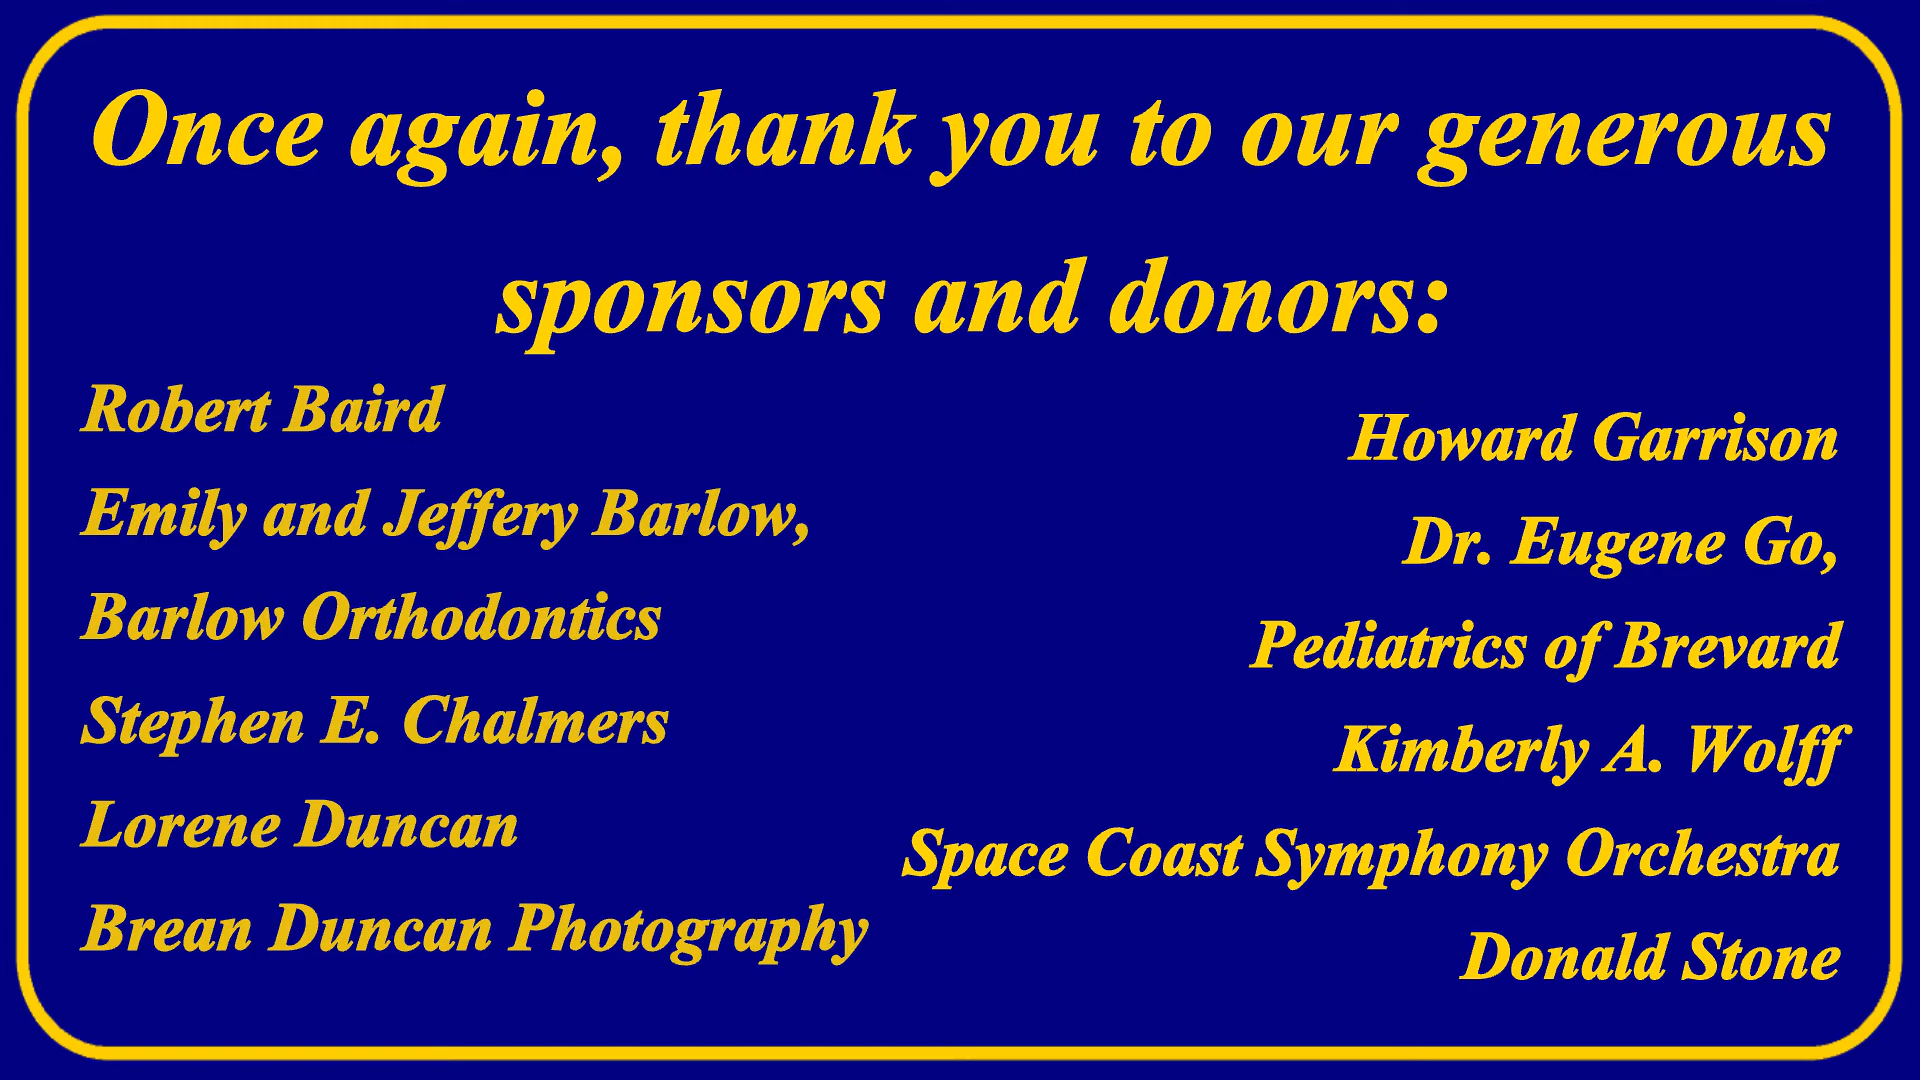 Once again, thank you to our generous
sponsors and donors:
Robert Baird
Emily and Jeffery Barlow,
Barlow Orthodontics
Stephen E. Chalmers
Lorene Duncan
Brean Duncan Photography
Howard Garrison
Dr. Eugene Go,
Pediatrics of Brevard
Kimberly A. Wolff
Space Coast Symphony Orchestra
Donald Stone